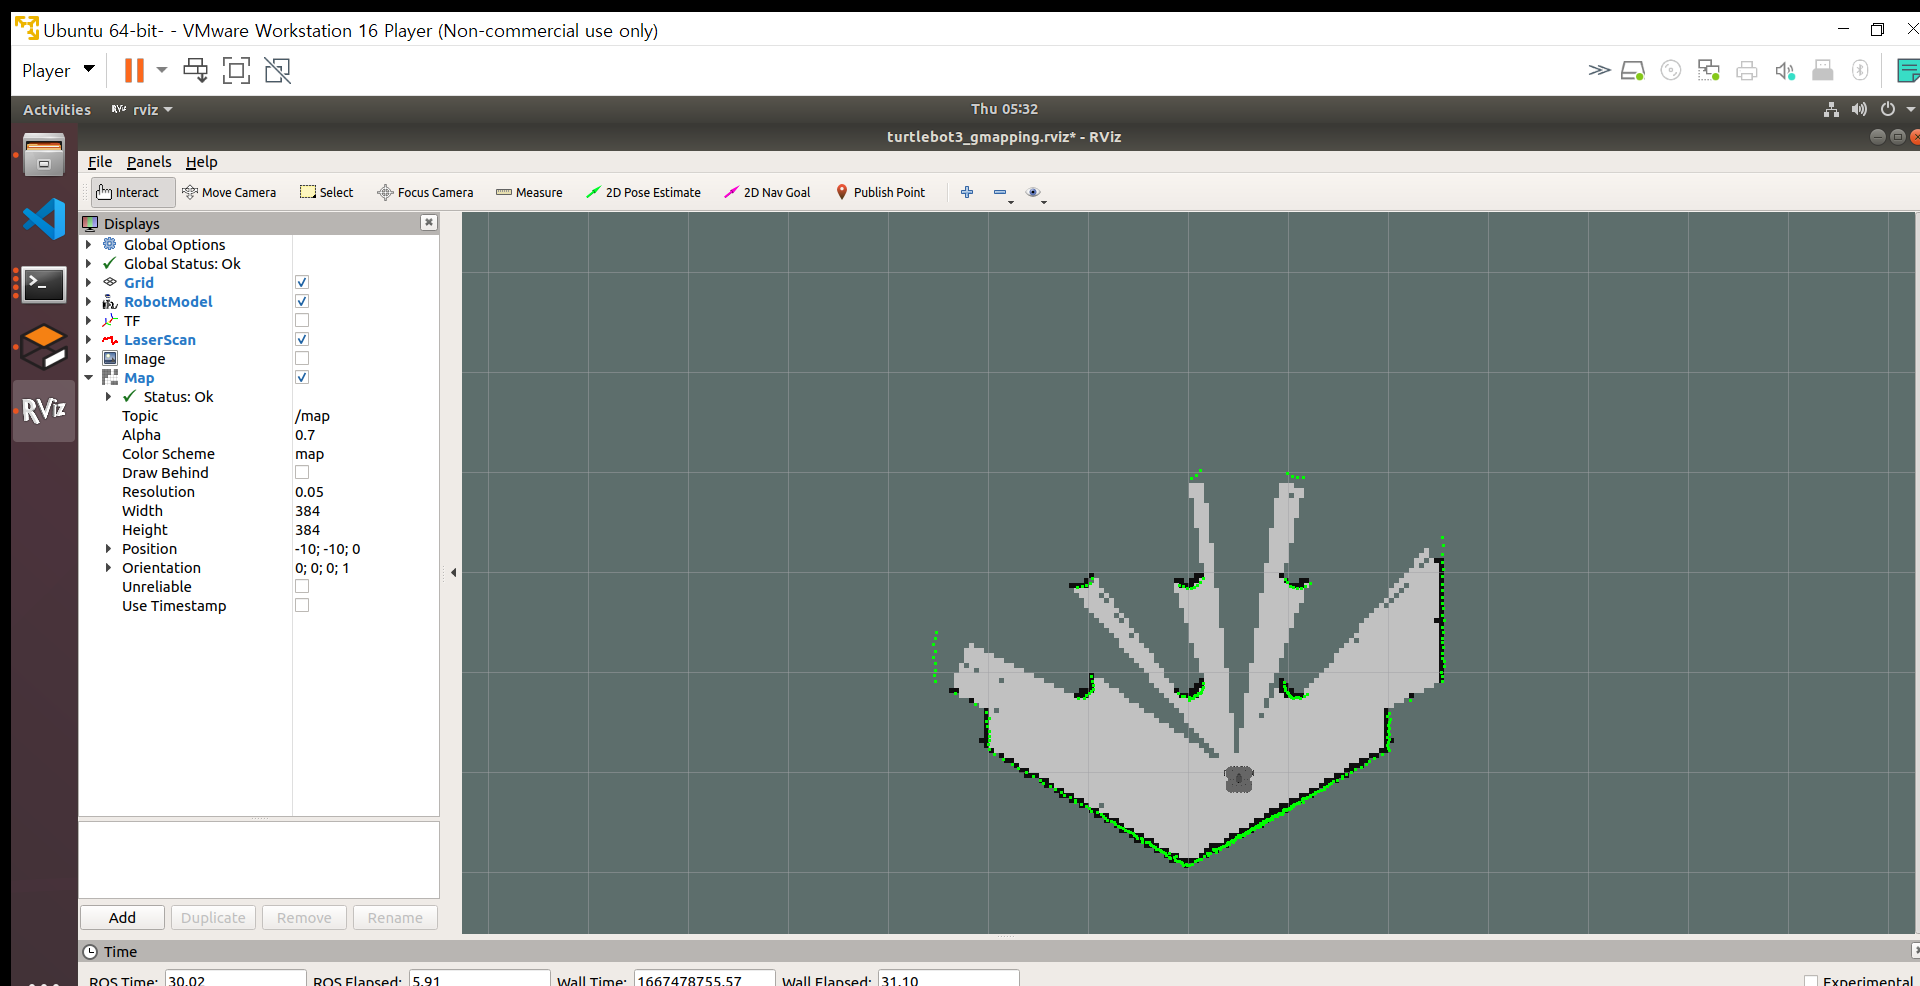 Ubuntu 64-bit- - VMware Workstation 16 Player (Non-commercial use only)
Player
Activities
RViz rviz
Thu 05:32
turtlebot3_gmapping.rviz* - RViz
File Panels Help
Interact Move Camera Select Focus Camera Measure 2D Pose Estimate 2D Nav Goal Publish Point
Displays
Global Options
Global Status: Ok
Grid
RobotModel
TF
LaserScan
Image
Map
Status: Ok
Topic /map
Alpha 0.7
Color Scheme map
Draw Behind
Resolution 0.05
Width 384
Height 384
Position -10; -10; 0
Orientation 0; 0; 0; 1
Unreliable
Use Timestamp
RViz
Add Duplicate Remove Rename
Time
ROS Time: 30.02 ROS Elapsed: 5.91 Wall Time: 1667478755.57 Wall Elapsed: 31.10 Experimental